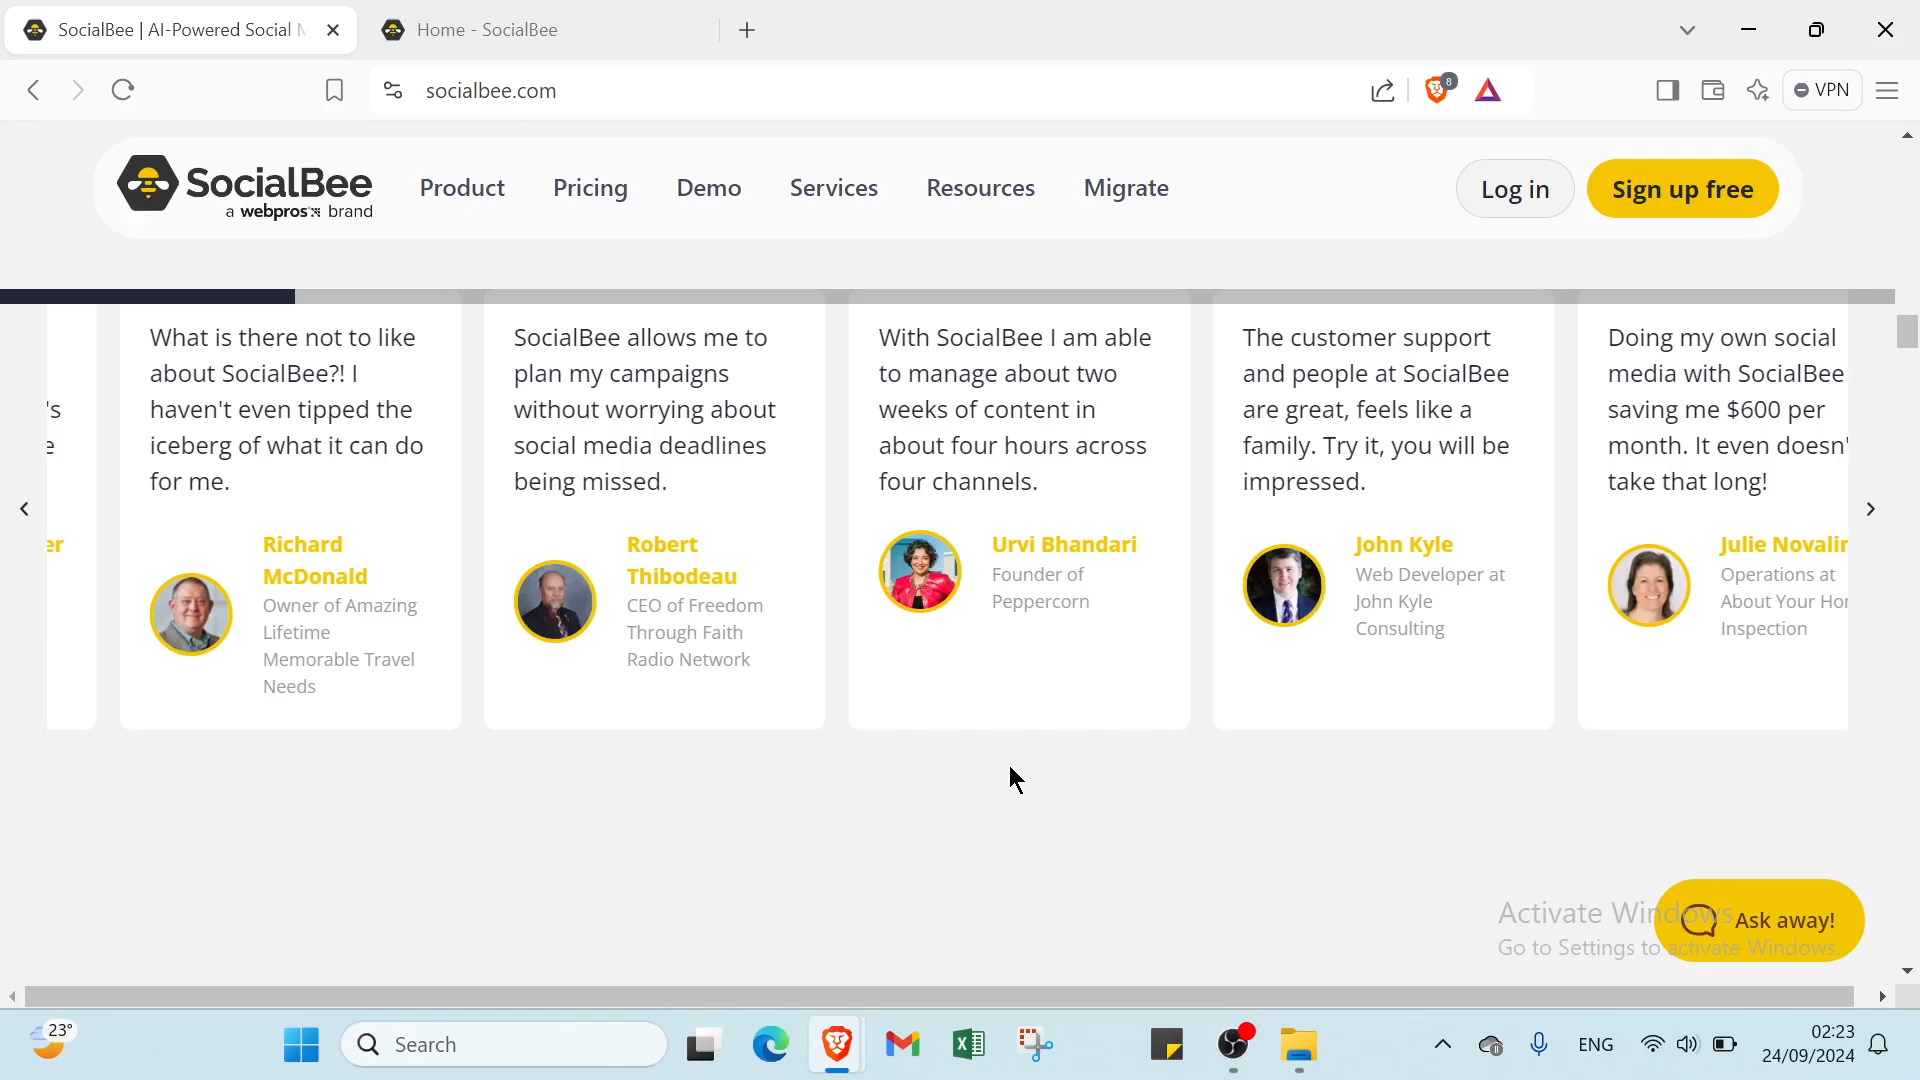 SocialBee | AI-Powered Social M
Home - SocialBee
socialbee.com
8
VPN
SocialBee
a webpros brand
Product
Pricing
Demo
Services
Resources
Migrate
Log in
Sign up free
's
e
er
What is there not to like
about SocialBee?! I
haven't even tipped the
iceberg of what it can do
for me.
Richard
McDonald
Owner of Amazing
Lifetime
Memorable Travel
Needs
SocialBee allows me to
plan my campaigns
without worrying about
social media deadlines
being missed.
Robert
Thibodeau
CEO of Freedom
Through Faith
Radio Network
With SocialBee I am able
to manage about two
weeks of content in
about four hours across
four channels.
Urvi Bhandari
Founder of
Peppercorn
The customer support
and people at SocialBee
are great, feels like a
family. Try it, you will be
impressed.
John Kyle
Web Developer at
John Kyle
Consulting
Doing my own social
media with SocialBee
saving me $600 per
month. It even doesn'
take that long!
Julie Novalin
Operations at
About Your Hor
Inspection
Activate Windows
Go to Settings to activate Windows.
Ask away!
23°
Search
ENG
02:23
24/09/2024